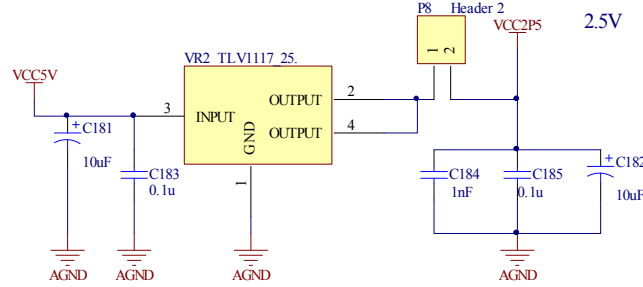 P8 Header 2
VCC2P5
2.5V
VCC5V
VR2 TLV1117_25.
3
INPUT
OUTPUT
2
OUTPUT
4
GND
1
1
2
C181
10uF
C183
0.1u
C184
1nF
C185
0.1u
C182
10uF
AGND
AGND
AGND
AGND